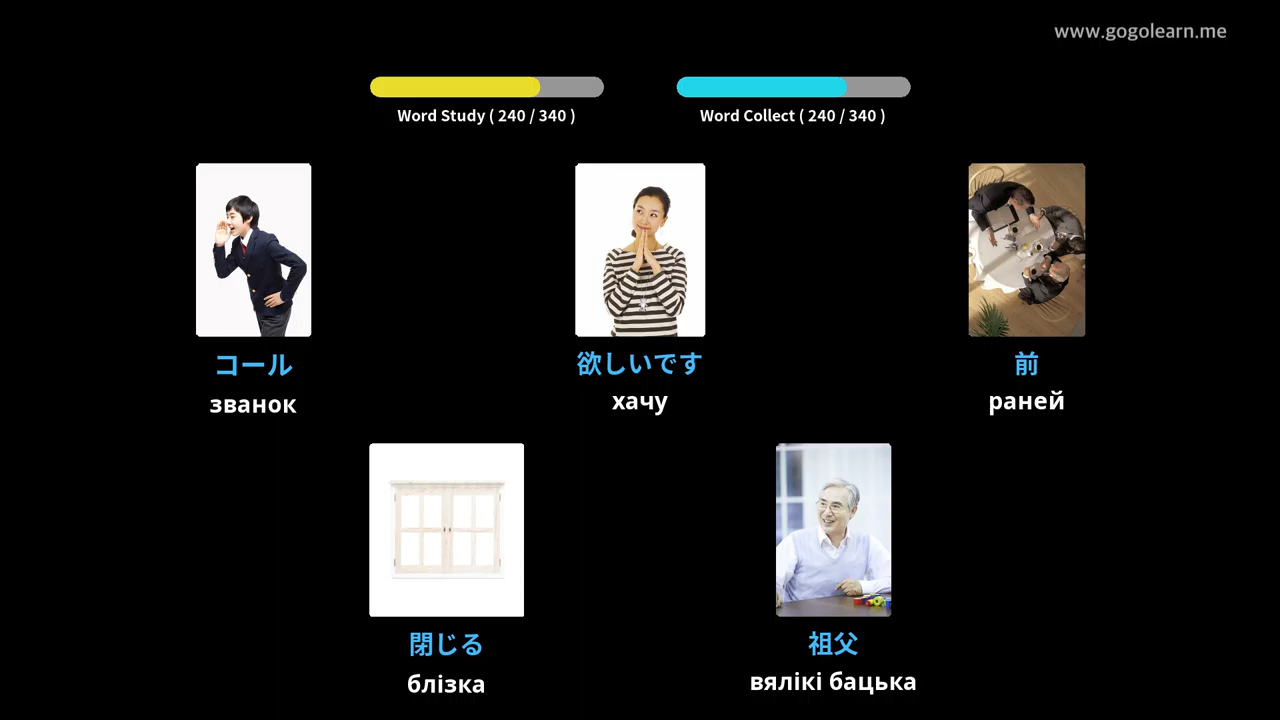 www.gogolearn.me
Word Study ( 240 / 340 )
Word Collect ( 240 / 340 )
コール
欲しいです
前
званок
хачу
раней
閉じる
祖父
блізка
вялікі бацька